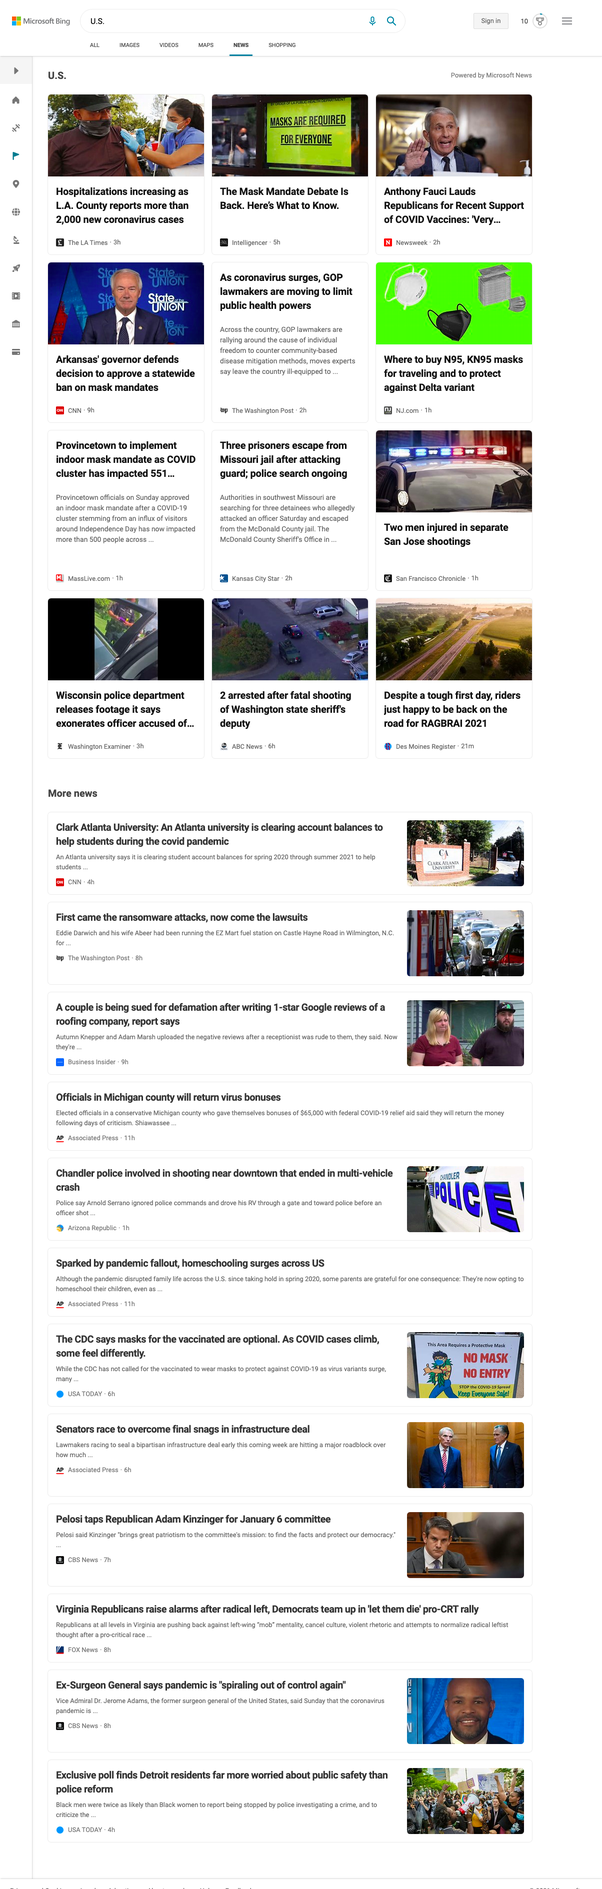 Microsoft Bing
U.S.
Sign in
10
ALL IMAGES VIDEOS MAPS NEWS SHOPPING
U.S.
Powered by Microsoft News
MASKS ARE REQUIRED
FOR EVERYONE
Hospitalizations increasing as
L.A. County reports more than
2,000 new coronavirus cases
The LA Times · 3h
The Mask Mandate Debate Is
Back. Here's What to Know.
Intelligencer · 5h
Anthony Fauci Lauds
Republicans for Recent Support
of COVID Vaccines: 'Very...
Newsweek · 2h
State
UNION
State
UNION
Arkansas' governor defends
decision to approve a statewide
ban on mask mandates
CNN · 9h
As coronavirus surges, GOP
lawmakers are moving to limit
public health powers
Across the country, GOP lawmakers are
rallying around the cause of individual
freedom to counter community-based
disease mitigation methods, moves experts
say leave the country ill-equipped to ...
The Washington Post · 2h
Where to buy N95, KN95 masks
for traveling and to protect
against Delta variant
NJ.com · 1h
Provincetown to implement
indoor mask mandate as COVID
cluster has impacted 551...
Provincetown officials on Sunday approved
an indoor mask mandate after a COVID-19
cluster stemming from an influx of visitors
around Independence Day has now impacted
more than 500 people across ...
MassLive.com · 1h
Three prisoners escape from
Missouri jail after attacking
guard; police search ongoing
Authorities in southwest Missouri are
searching for three detainees who allegedly
attacked an officer Saturday and escaped
from the McDonald County jail. The
McDonald County Sheriff's Office in ...
Kansas City Star · 2h
Two men injured in separate
San Jose shootings
San Francisco Chronicle · 1h
Wisconsin police department
releases footage it says
exonerates officer accused of...
Washington Examiner · 3h
2 arrested after fatal shooting
of Washington state sheriff's
deputy
ABC News · 6h
Despite a tough first day, riders
just happy to be back on the
road for RAGBRAI 2021
Des Moines Register · 21m
More news
Clark Atlanta University: An Atlanta university is clearing account balances to
help students during the covid pandemic
An Atlanta university says it is clearing student account balances for spring 2020 through summer 2021 to help
students ...
CNN · 4h
CA
CLARK ATLANTA
UNIVERSITY
First came the ransomware attacks, now come the lawsuits
Eddie Darwich and his wife Abeer had been running the EZ Mart fuel station on Castle Hayne Road in Wilmington, N.C.
for ...
The Washington Post · 8h
A couple is being sued for defamation after writing 1-star Google reviews of a
roofing company, report says
Autumn Knepper and Adam Marsh uploaded the negative reviews after a receptionist was rude to them, they said. Now
they're ...
Business Insider · 9h
Officials in Michigan county will return virus bonuses
Elected officials in a conservative Michigan county who gave themselves bonuses of $65,000 with federal COVID-19 relief aid said they will return the money
following days of criticism. Shiawassee ...
AP Associated Press · 11h
Chandler police involved in shooting near downtown that ended in multi-vehicle
crash
Police say Arnold Serrano ignored police commands and drove his RV through a gate and toward police before an
officer shot ...
Arizona Republic · 1h
CHANDLER
POLICE
Sparked by pandemic fallout, homeschooling surges across US
Although the pandemic disrupted family life across the U.S. since taking hold in spring 2020, some parents are grateful for one consequence: They're now opting to
homeschool their children, even as ...
AP Associated Press · 11h
The CDC says masks for the vaccinated are optional. As COVID cases climb,
some feel differently.
While the CDC has not called for the vaccinated to wear masks to protect against COVID-19 as virus variants surge,
many ...
USA TODAY · 6h
This Area Requires a Protective Mask
NO MASK
NO ENTRY
STOP the COVID-19 Spread
Keep Everyone Safe!
Senators race to overcome final snags in infrastructure deal
Lawmakers racing to seal a bipartisan infrastructure deal early this coming week are hitting a major roadblock over
how much ...
AP Associated Press · 6h
Pelosi taps Republican Adam Kinzinger for January 6 committee
Pelosi said Kinzinger "brings great patriotism to the committee's mission: to find the facts and protect our democracy."
...
CBS News · 7h
Virginia Republicans raise alarms after radical left, Democrats team up in 'let them die' pro-CRT rally
Republicans at all levels in Virginia are pushing back against left-wing "mob" mentality, cancel culture, violent rhetoric and attempts to normalize radical leftist
thought after a pro-critical race ...
FOX News · 8h
Ex-Surgeon General says pandemic is "spiraling out of control again"
Vice Admiral Dr. Jerome Adams, the former surgeon general of the United States, said Sunday that the coronavirus
pandemic is ...
CBS News · 8h
Exclusive poll finds Detroit residents far more worried about public safety than
police reform
Black men were twice as likely than Black women to report being stopped by police investigating a crime, and to
criticize the ...
USA TODAY · 4h